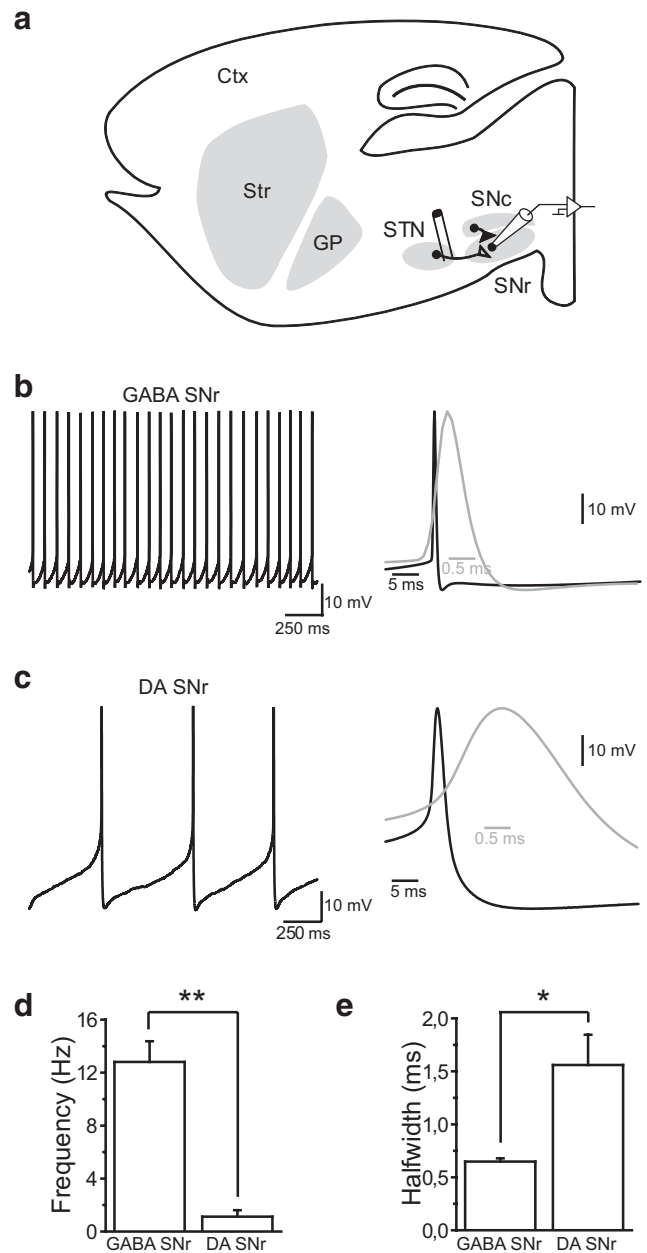 a
Ctx
Str
GP
STN
SNc
SNr
b
GABA SNr
10 mV
250 ms
10 mV
0.5 ms
5 ms
c
DA SNr
10 mV
250 ms
10 mV
0.5 ms
5 ms
d
**
Frequency (Hz)
16
12
8
4
0
GABA SNr DA SNr
e
*
Halfwidth (ms)
2,0
1,5
1,0
0,5
0,0
GABA SNr DA SNr